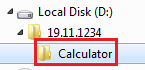 Local Disk (D:)
19.11.1234
Calculator